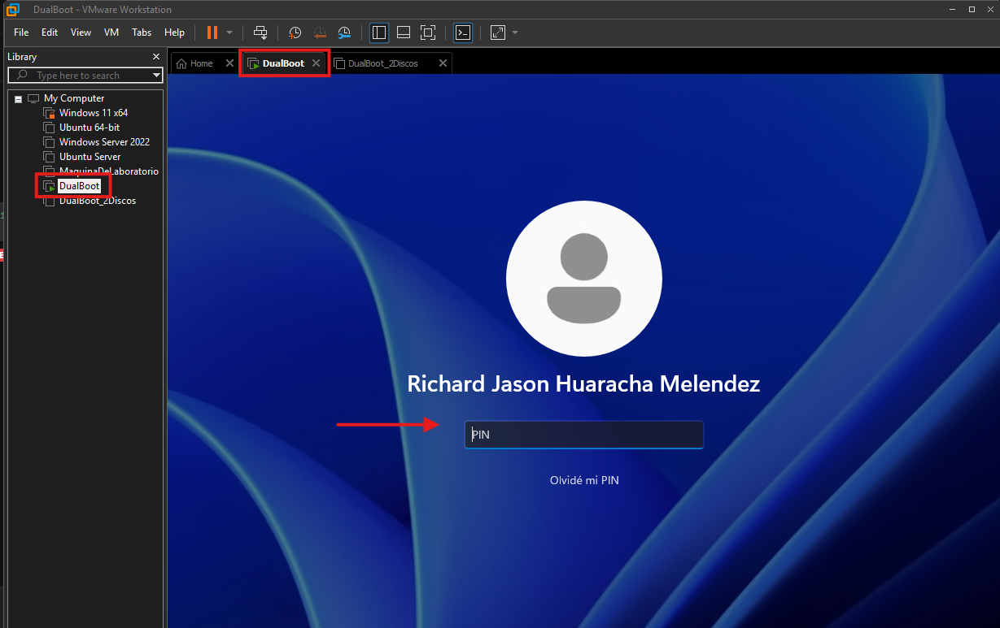 DualBoot - VMware Workstation
File Edit View VM Tabs Help
Library
Type here to search
My Computer
Windows 11 x64
Ubuntu 64-bit
Windows Server 2022
Ubuntu Server
MaquinaDeLaboratorio
DualBoot
DualBoot_2Discos
Home DualBoot DualBoot_2Discos
Richard Jason Huaracha Melendez
PIN
Olvidé mi PIN